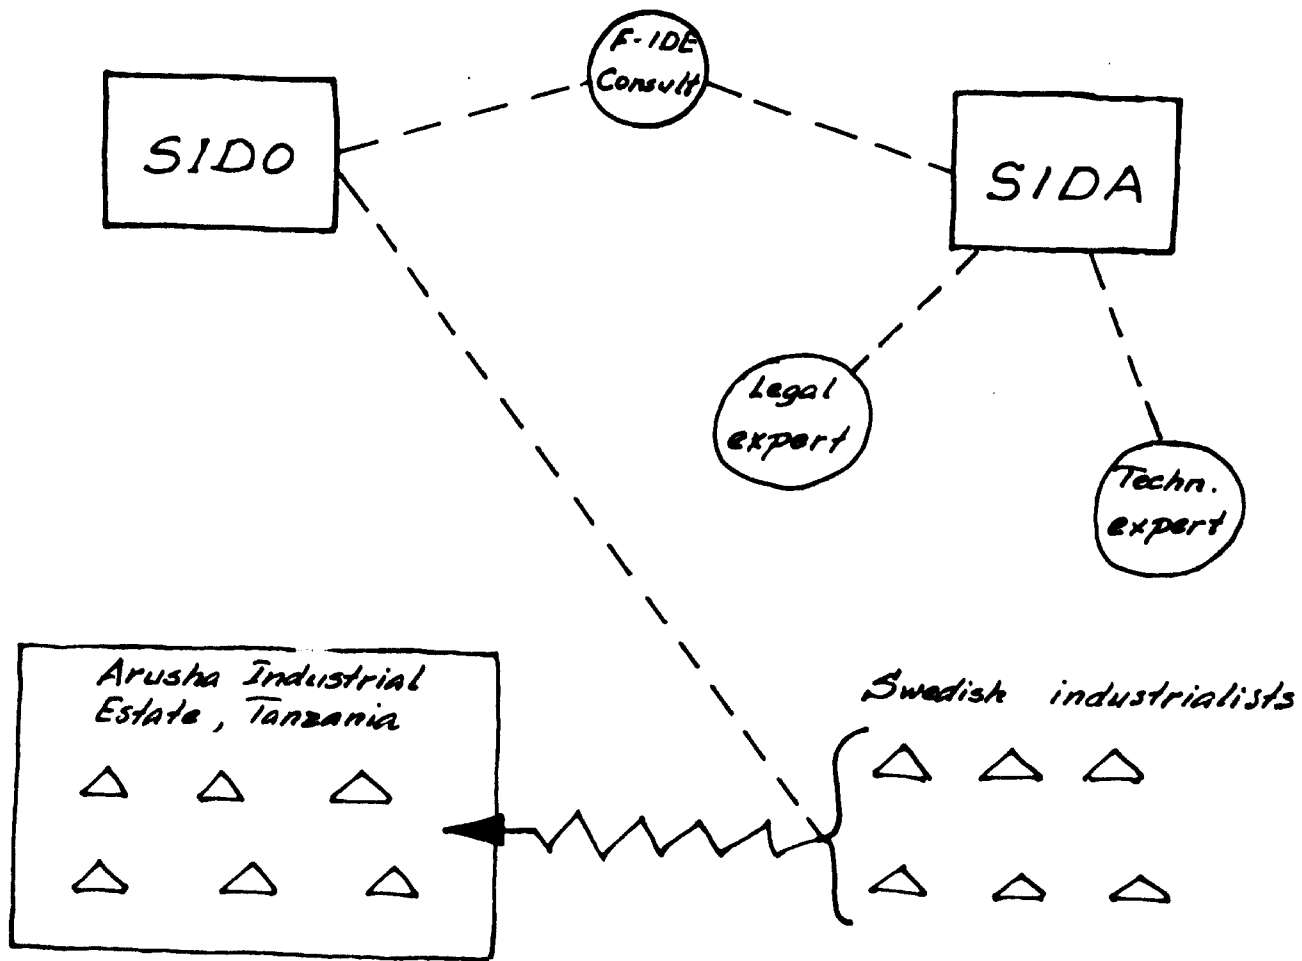 F-IDE
Consult
SIDO
SIDA
Legal
expert
Techn.
expert
Arusha Industrial
Estate, Tanzania
Swedish industrialists